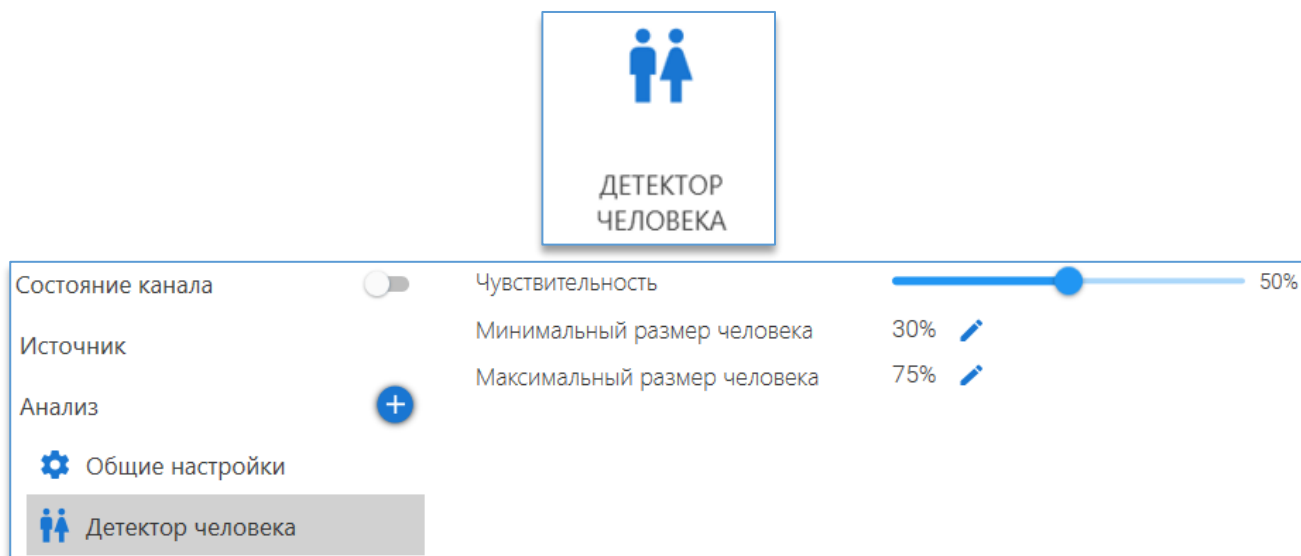 ДЕТЕКТОР
ЧЕЛОВЕКА
Состояние канала
Источник
Анализ
Общие настройки
Детектор человека
Чувствительность 50%
Минимальный размер человека 30%
Максимальный размер человека 75%